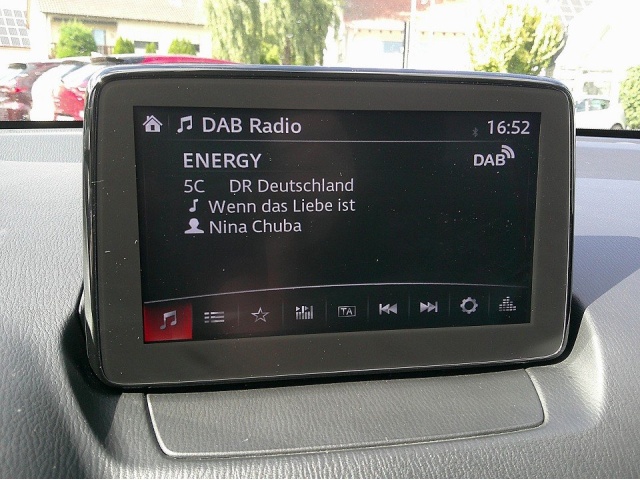 DAB Radio 16:52
ENERGY DAB
5C DR Deutschland
Wenn das Liebe ist
Nina Chuba
TA